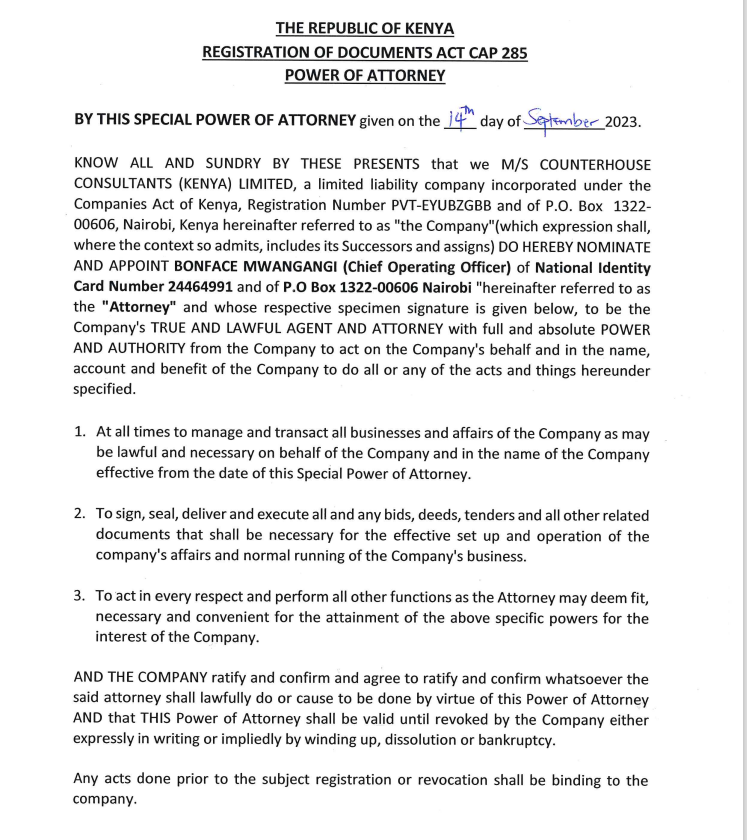 THE REPUBLIC OF KENYA
REGISTRATION OF DOCUMENTS ACT CAP 285
POWER OF ATTORNEY
BY THIS SPECIAL POWER OF ATTORNEY given on the 14th day of September 2023.
KNOW ALL AND SUNDRY BY THESE PRESENTS that we M/S COUNTERHOUSE
CONSULTANTS (KENYA) LIMITED, a limited liability company incorporated under the
Companies Act of Kenya, Registration Number PVT-EYUBZGBB and of P.O. Box 1322-
00606, Nairobi, Kenya hereinafter referred to as "the Company"(which expression shall,
where the context so admits, includes its Successors and assigns) DO HEREBY NOMINATE
AND APPOINT BONFACE MWANGANGI (Chief Operating Officer) of National Identity
Card Number 24464991 and of P.O Box 1322-00606 Nairobi "hereinafter referred to as
the "Attorney" and whose respective specimen signature is given below, to be the
Company's TRUE AND LAWFUL AGENT AND ATTORNEY with full and absolute POWER
AND AUTHORITY from the Company to act on the Company's behalf and in the name,
account and benefit of the Company to do all or any of the acts and things hereunder
specified.
1. At all times to manage and transact all businesses and affairs of the Company as may
be lawful and necessary on behalf of the Company and in the name of the Company
effective from the date of this Special Power of Attorney.
2. To sign, seal, deliver and execute all and any bids, deeds, tenders and all other related
documents that shall be necessary for the effective set up and operation of the
company's affairs and normal running of the Company's business.
3. To act in every respect and perform all other functions as the Attorney may deem fit,
necessary and convenient for the attainment of the above specific powers for the
interest of the Company.
AND THE COMPANY ratify and confirm and agree to ratify and confirm whatsoever the
said attorney shall lawfully do or cause to be done by virtue of this Power of Attorney
AND that THIS Power of Attorney shall be valid until revoked by the Company either
expressly in writing or impliedly by winding up, dissolution or bankruptcy.
Any acts done prior to the subject registration or revocation shall be binding to the
company.